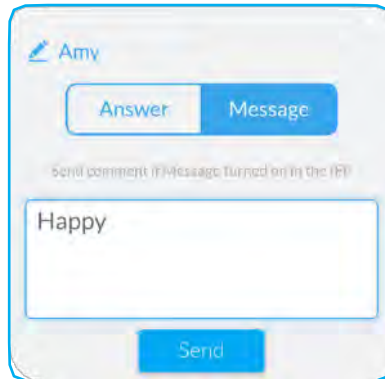 Amy
Answer Message
Send comment if Message turned on in the IFP
Happy
Send